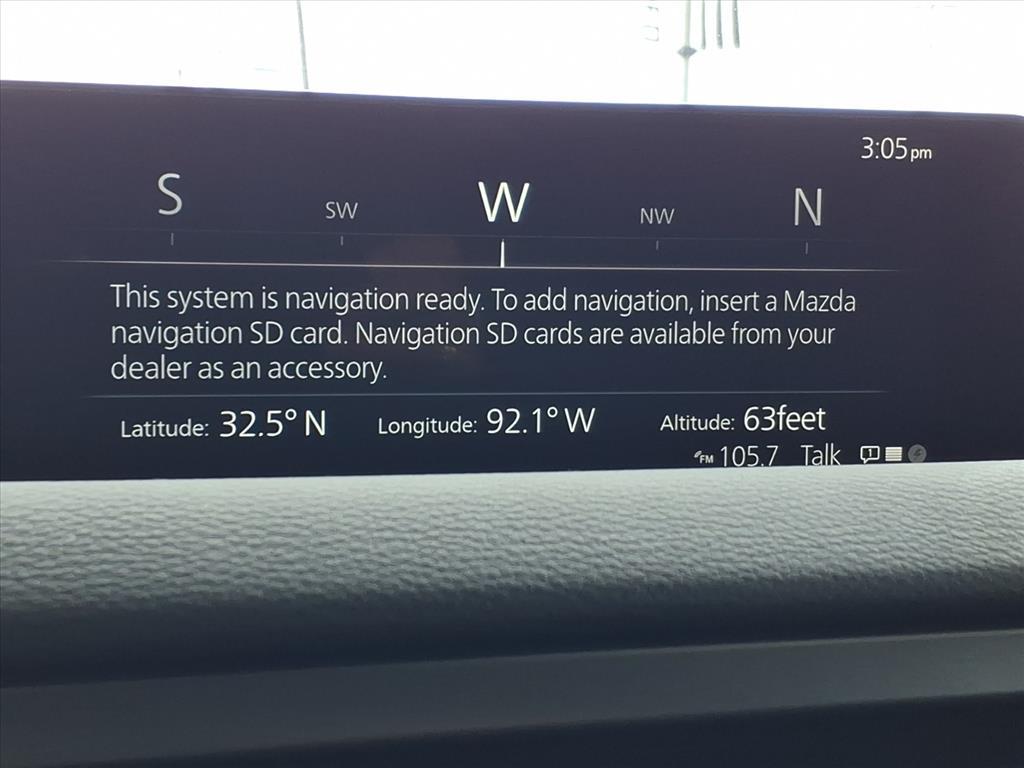 3:05pm
S SW W NW N
This system is navigation ready. To add navigation, insert a Mazda
navigation SD card. Navigation SD cards are available from your
dealer as an accessory.
Latitude: 32.5° N Longitude: 92.1° W Altitude: 63feet
FM 105.7 Talk 1